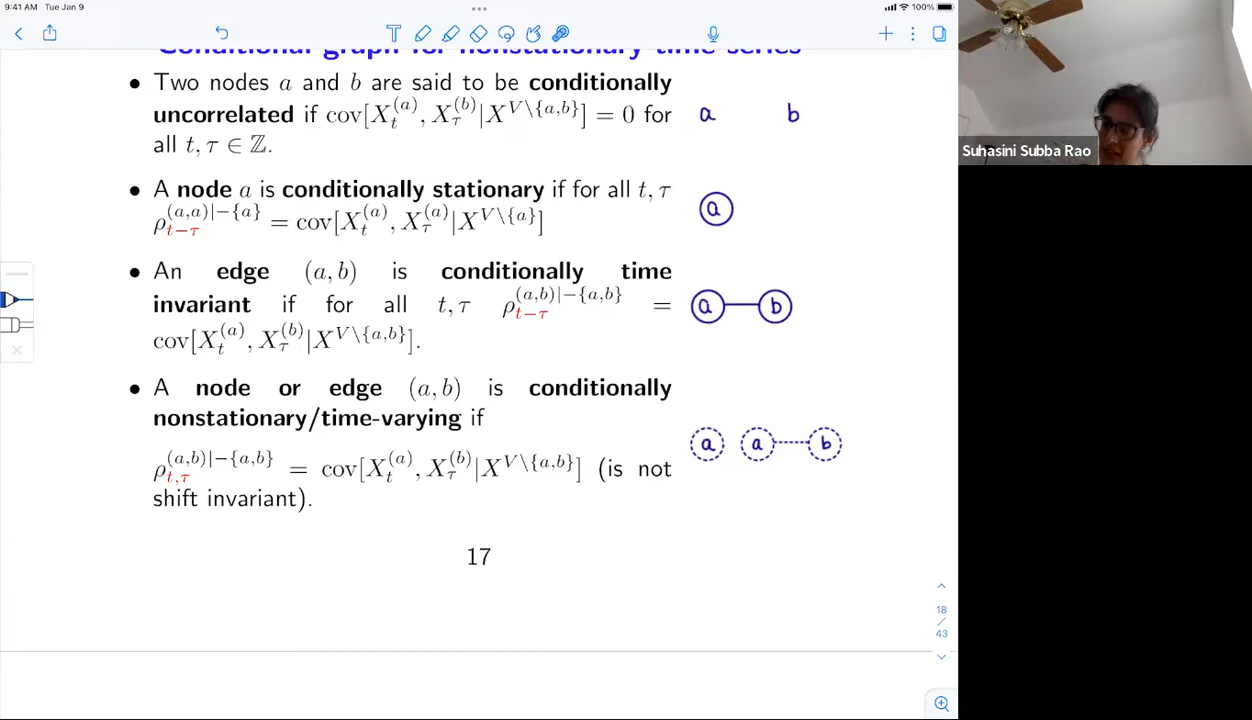 9:41 AM Tue Jan 9
100%
Conditional graph for nonstationary time series
• Two nodes a and b are said to be conditionally
uncorrelated if cov[X_t^{(a)}, X_τ^{(b)}|X^{V\{a,b}}] = 0 for
all t, τ ∈ ℤ.
a b
• A node a is conditionally stationary if for all t, τ
ρ_{t−τ}^{(a,a)|−{a}} = cov[X_t^{(a)}, X_τ^{(a)}|X^{V\{a}}]
a
• An edge (a, b) is conditionally time
invariant if for all t, τ ρ_{t−τ}^{(a,b)|−{a,b}} =
cov[X_t^{(a)}, X_τ^{(b)}|X^{V\{a,b}}].
a b
• A node or edge (a, b) is conditionally
nonstationary/time-varying if
ρ_{t,τ}^{(a,b)|−{a,b}} = cov[X_t^{(a)}, X_τ^{(b)}|X^{V\{a,b}}] (is not
shift invariant).
a a b
17
18
/
43
Suhasini Subba Rao